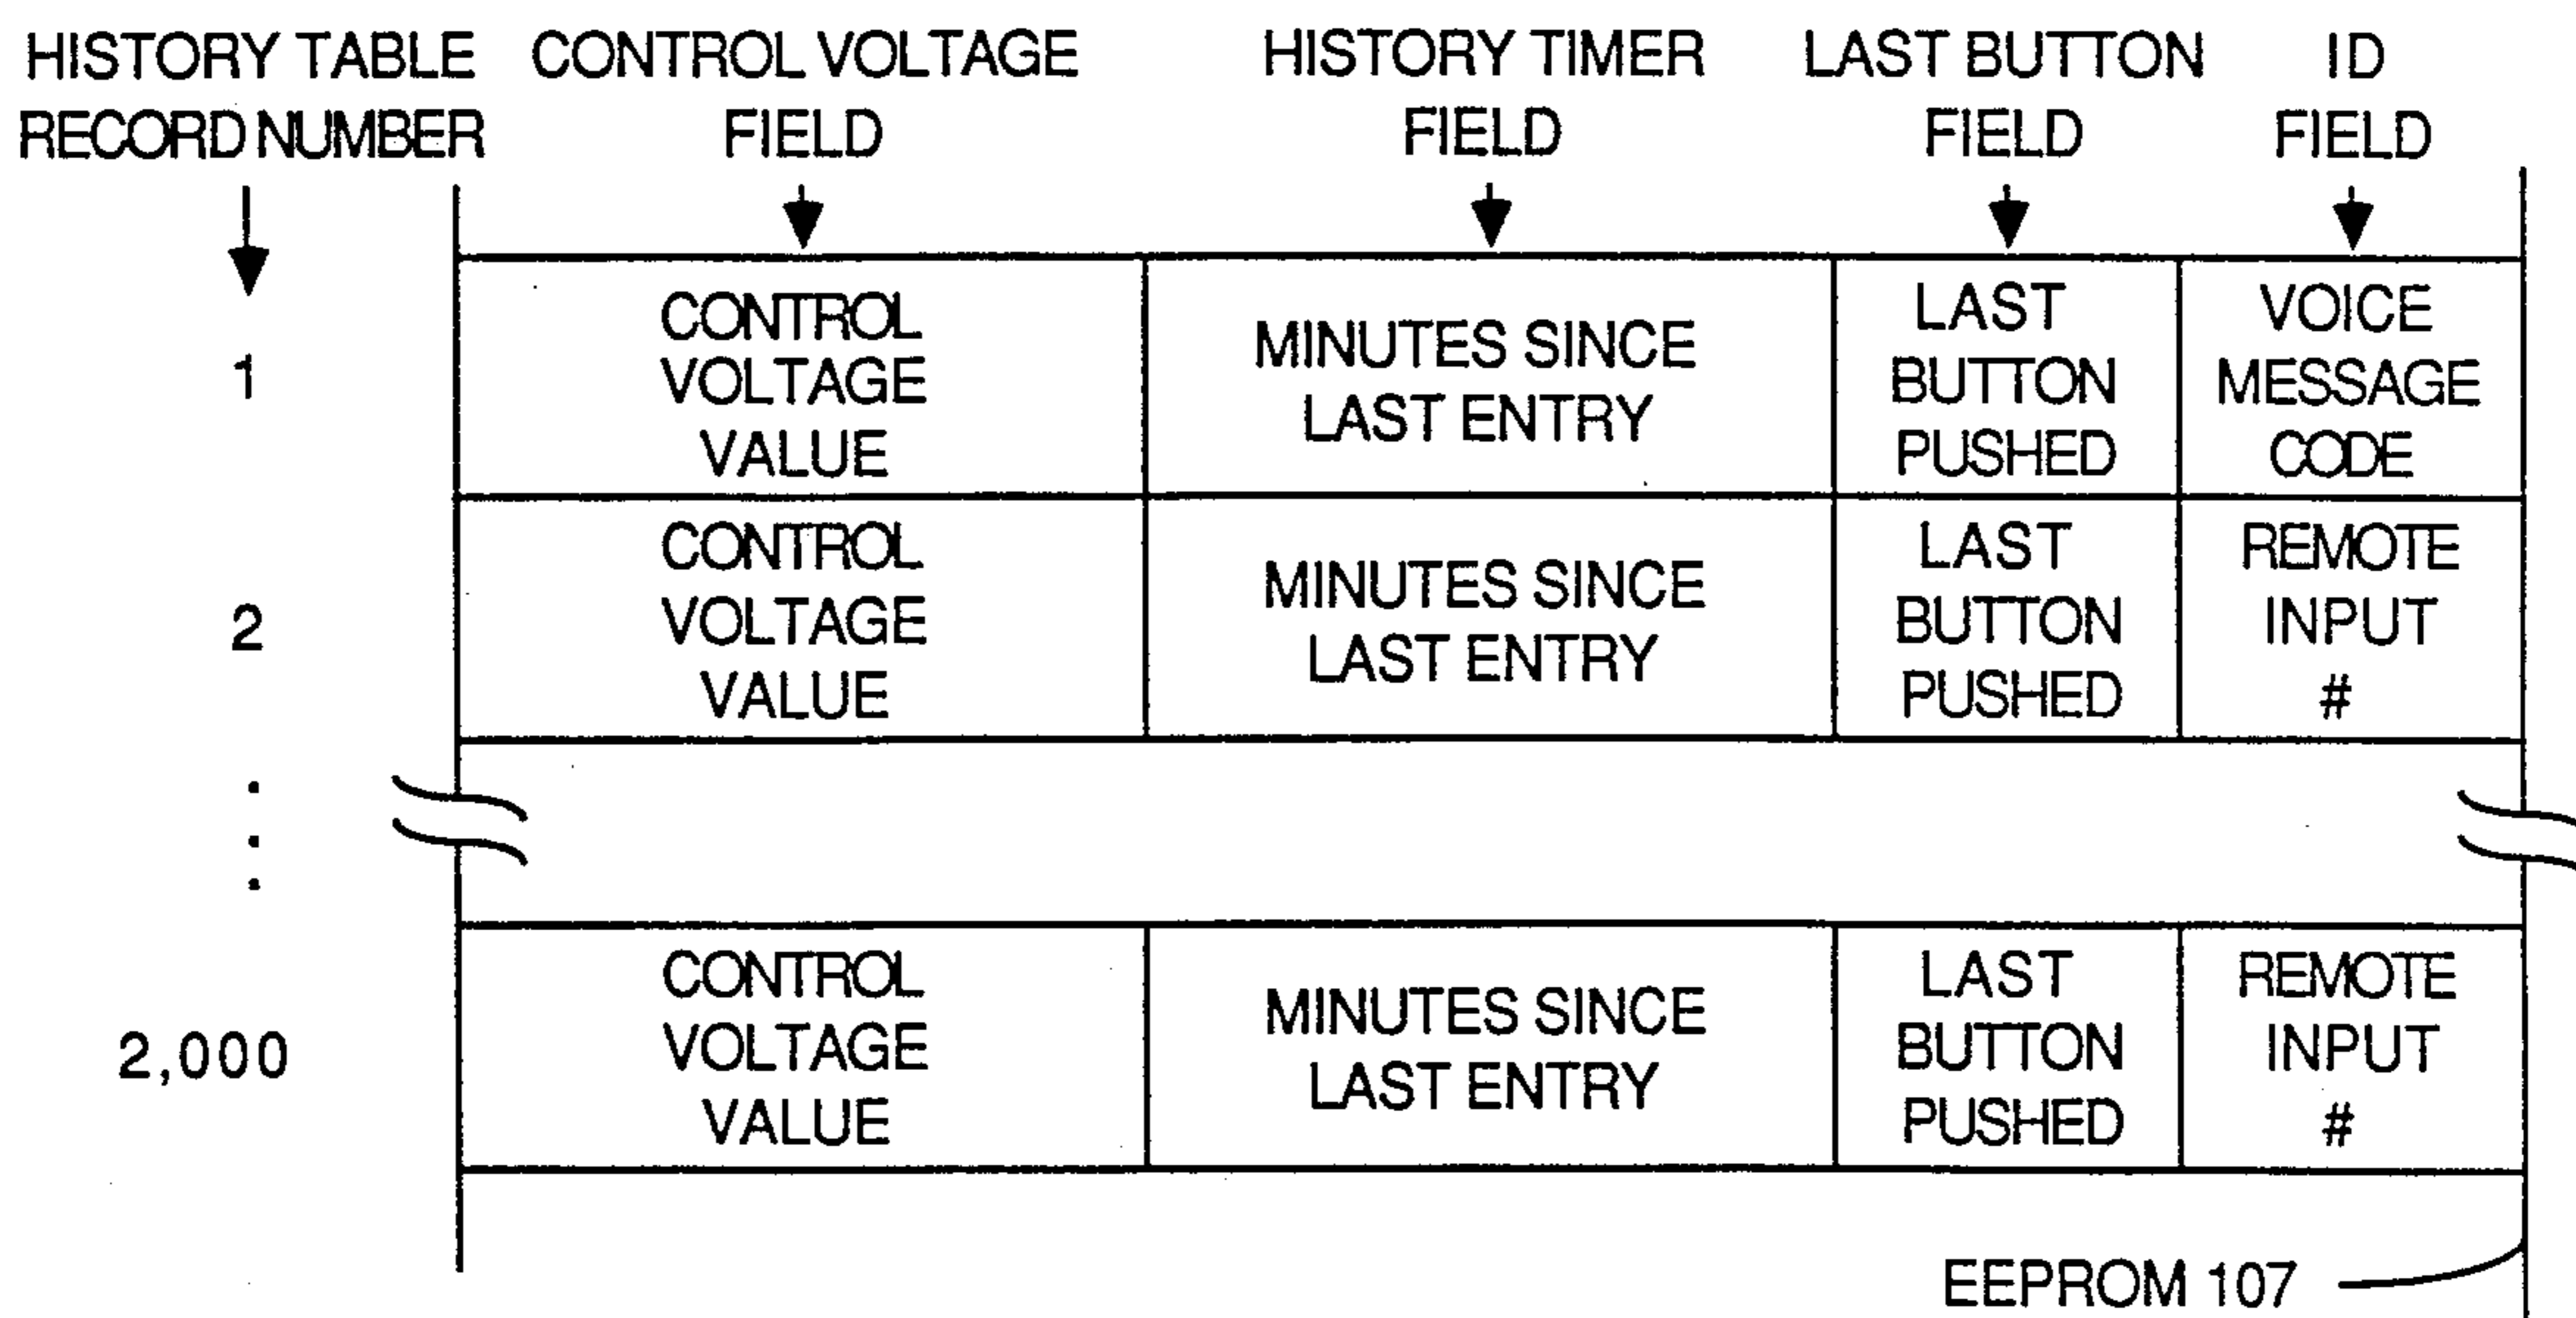 HISTORY TABLE RECORD NUMBER
CONTROL VOLTAGE FIELD
HISTORY TIMER FIELD
LAST BUTTON FIELD
ID FIELD
1
CONTROL VOLTAGE VALUE
MINUTES SINCE LAST ENTRY
LAST BUTTON PUSHED
VOICE MESSAGE CODE
2
CONTROL VOLTAGE VALUE
MINUTES SINCE LAST ENTRY
LAST BUTTON PUSHED
REMOTE INPUT #
2,000
CONTROL VOLTAGE VALUE
MINUTES SINCE LAST ENTRY
LAST BUTTON PUSHED
REMOTE INPUT #
EEPROM 107